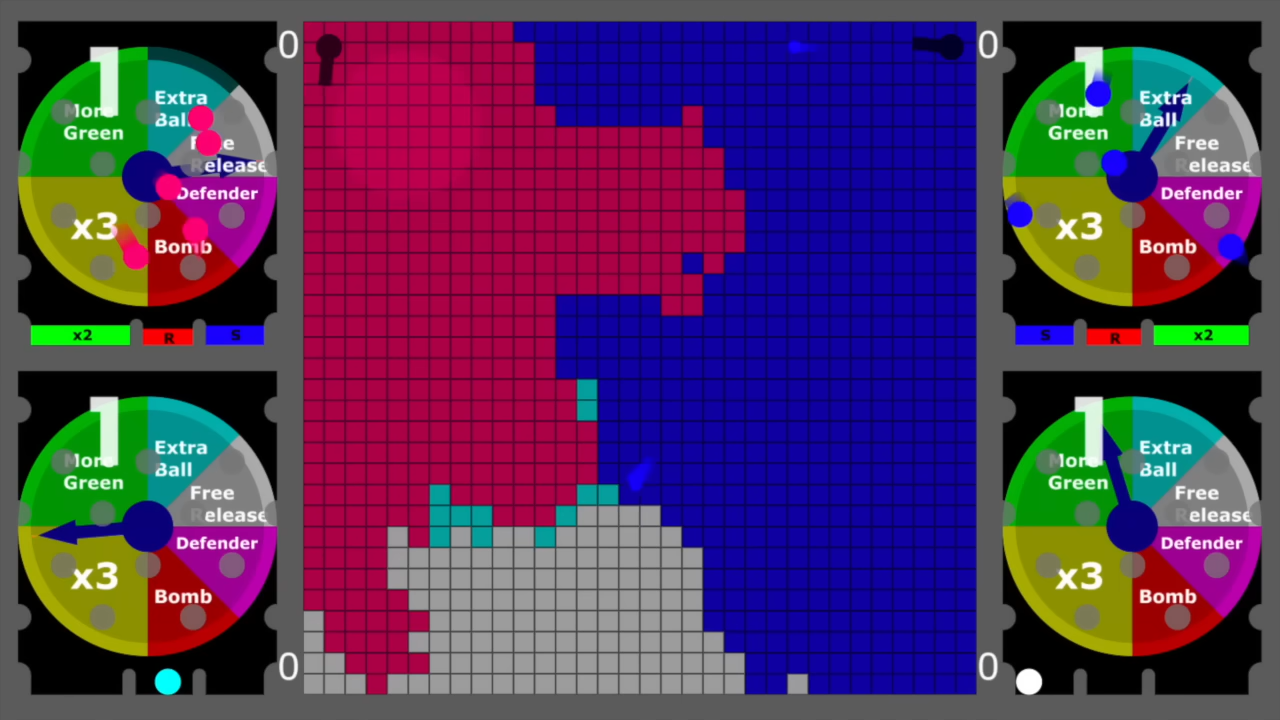 1
More
Green
Extra
Ball
Free
Release
Defender
x3
Bomb
x2
R
S
0
0
1
More
Green
Extra
Ball
Free
Release
Defender
x3
Bomb
S
R
x2
1
More
Green
Extra
Ball
Free
Release
Defender
x3
Bomb
0
0
1
More
Green
Extra
Ball
Free
Release
Defender
x3
Bomb